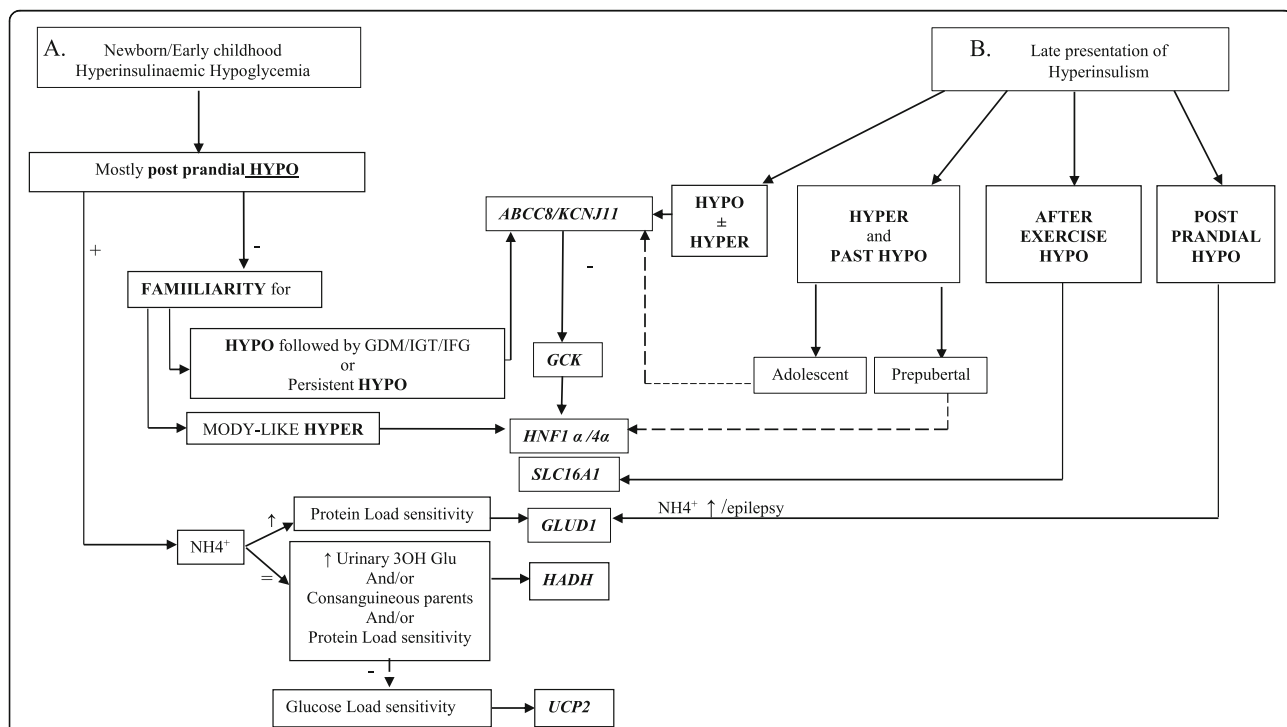 A.
Newborn/Early childhood
Hyperinsulinaemic Hypoglycemia
B.
Late presentation of
Hyperinsulism
Mostly post prandial HYPO
+
-
ABCC8/KCNJ11
HYPO
±
HYPER
HYPER
and
PAST HYPO
AFTER
EXERCISE
HYPO
POST
PRANDIAL
HYPO
-
FAMIILIARITY for
HYPO followed by GDM/IGT/IFG
or
Persistent HYPO
GCK
Adolescent
Prepubertal
MODY-LIKE HYPER
HNF1 α /4α
SLC16A1
NH4⁺
↑
Protein Load sensitivity
GLUD1
NH4⁺ ↑ /epilepsy
=
↑ Urinary 3OH Glu
And/or
Consanguineous parents
And/or
Protein Load sensitivity
HADH
-
Glucose Load sensitivity
UCP2